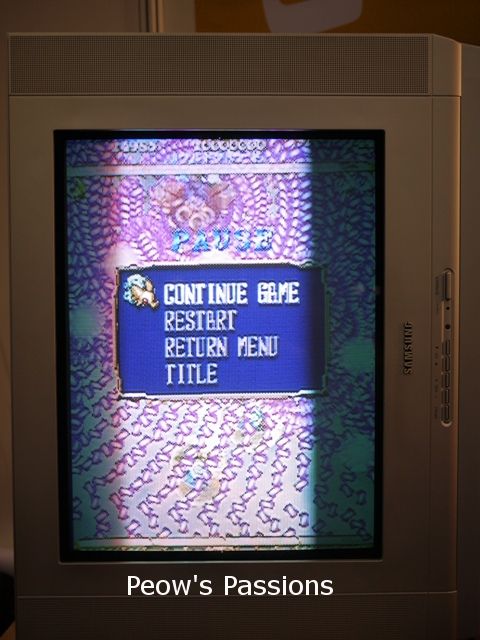 PAUSE
CONTINUE GAME
RESTART
RETURN MENU
TITLE
SAMSUNG
Peow's Passions